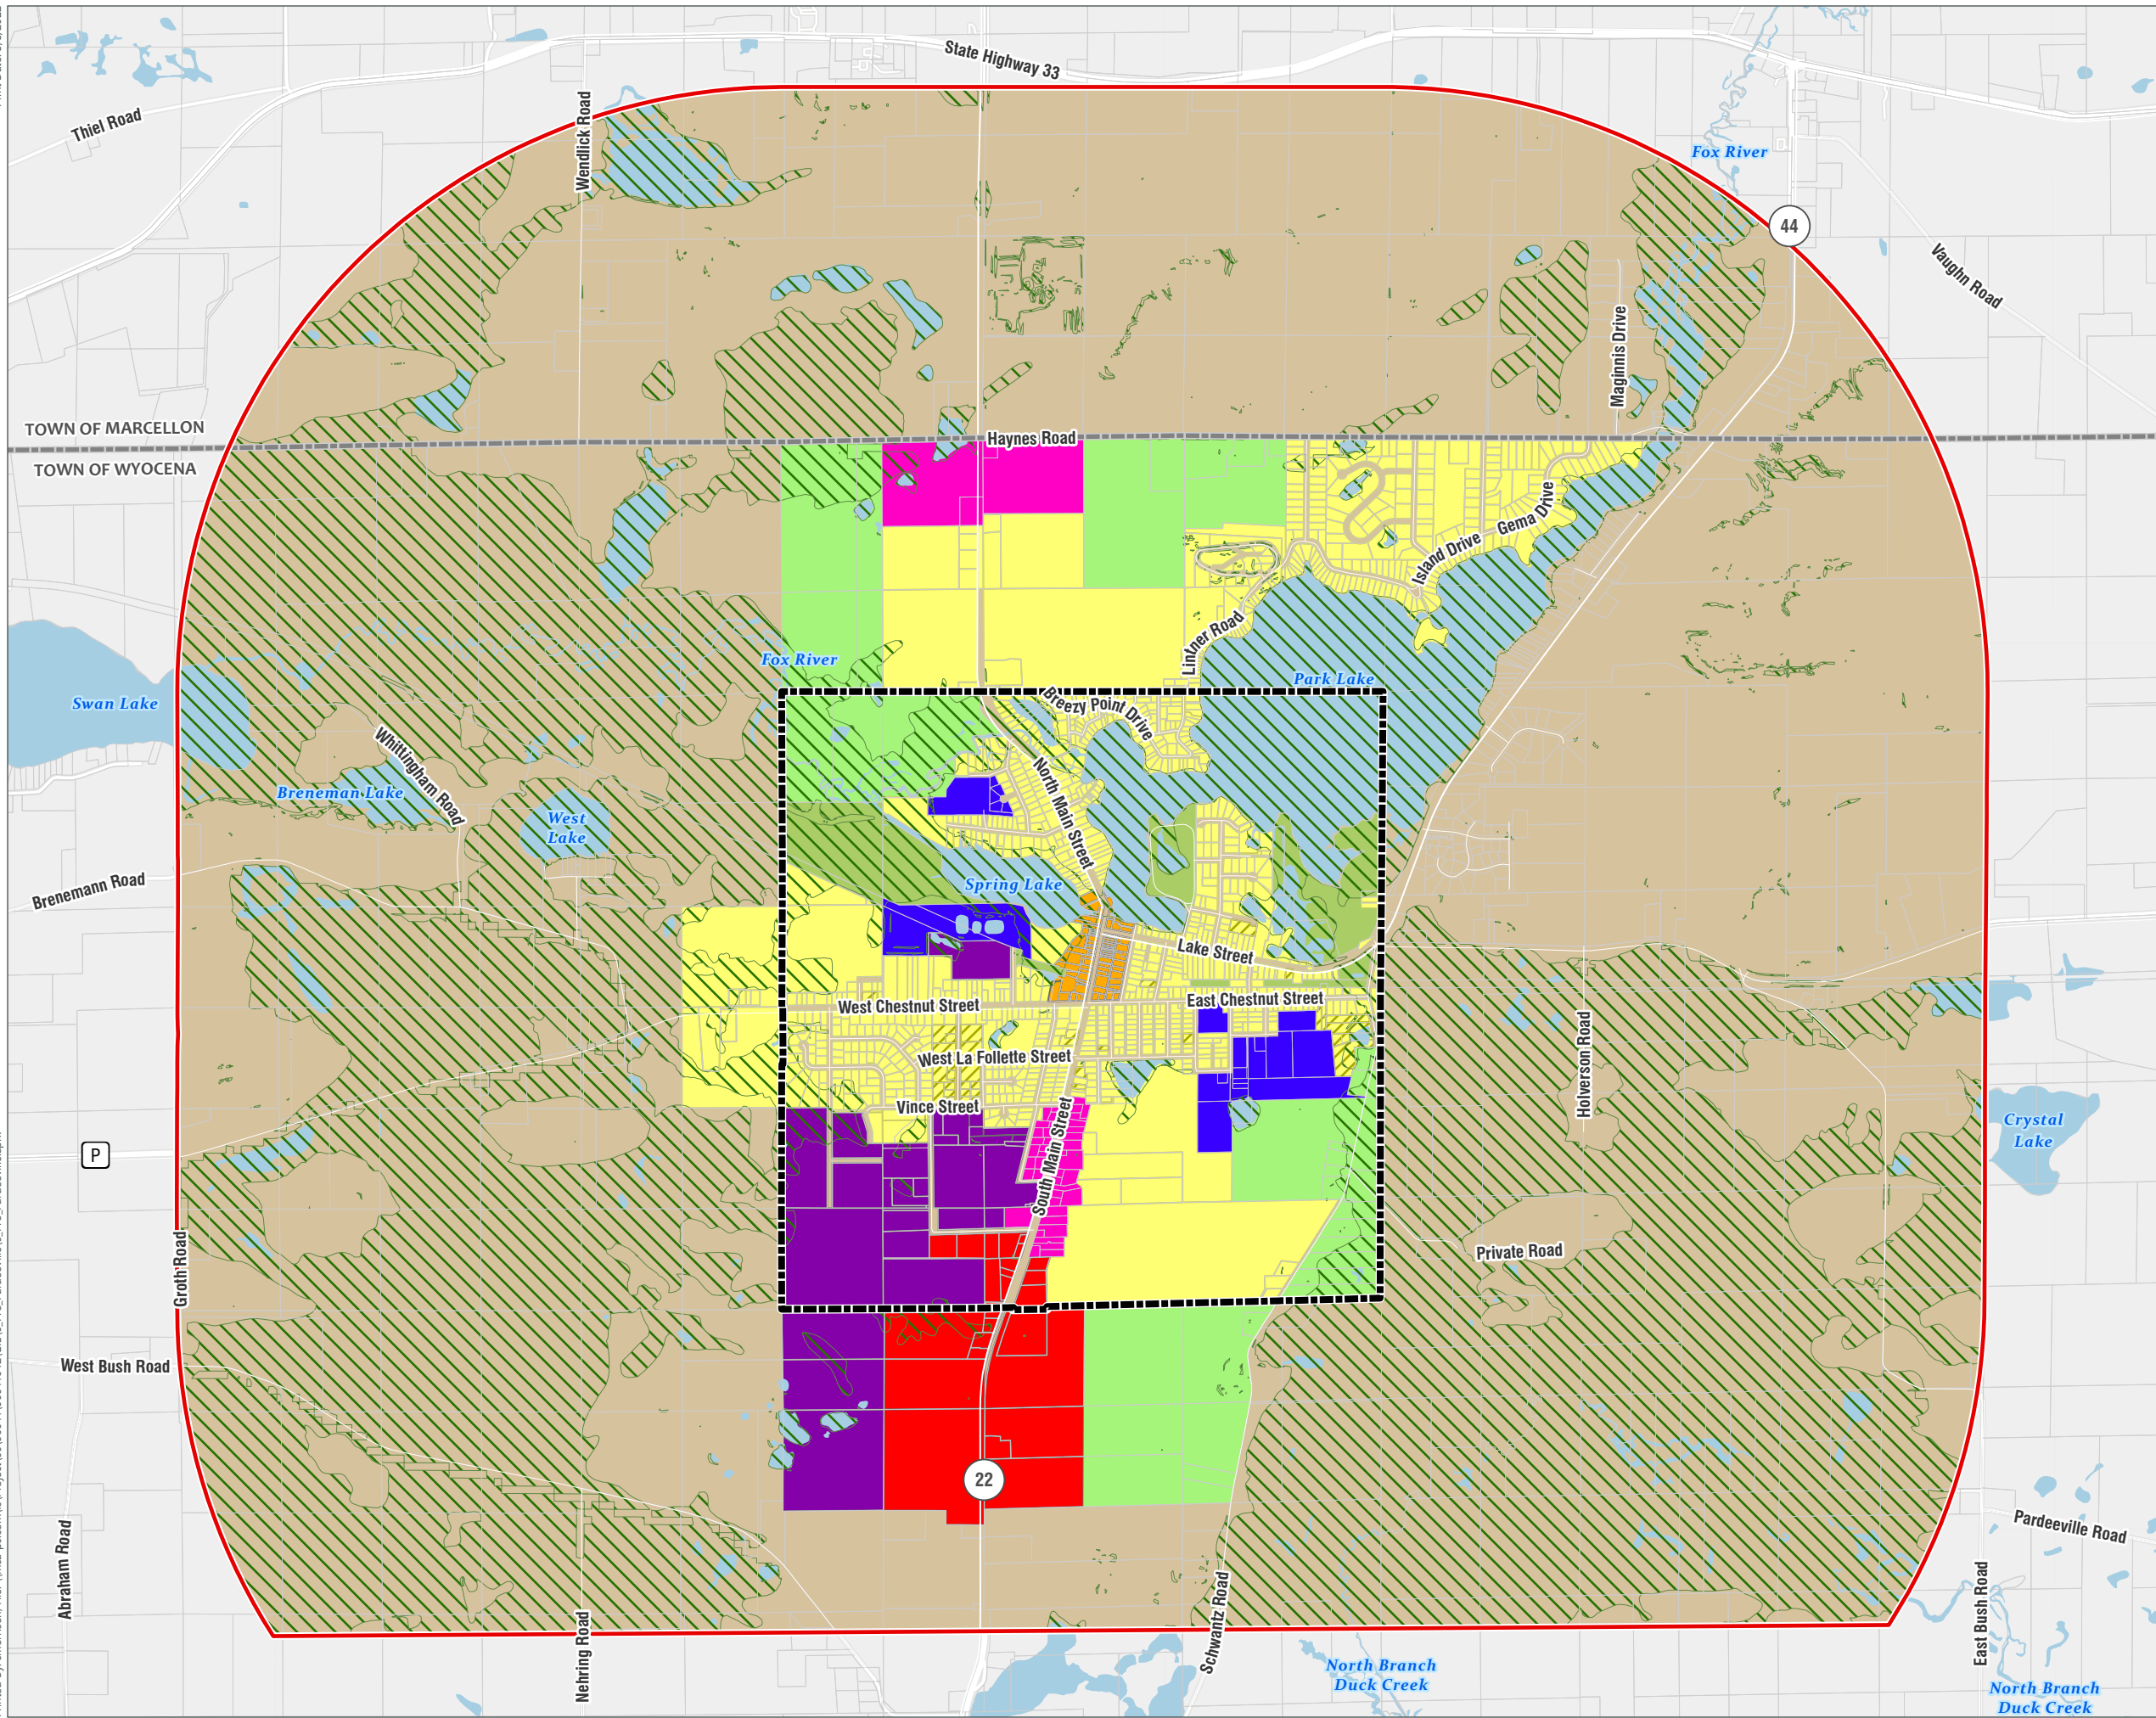 State Highway 33
Thiel Road
Wendlick Road
Fox River
44
Vaughn Road
Maginnis Drive
TOWN OF MARCELLON
Haynes Road
TOWN OF WYOCENA
Gema Drive
Island Drive
Lintner Road
Fox River
Park Lake
Swan Lake
Breezy Point Drive
Whittingham Road
North Main Street
Breneman Lake
West
Lake
Brenemann Road
Spring Lake
Lake Street
West Chestnut Street
East Chestnut Street
West La Follette Street
Holverson Road
Vince Street
Crystal
Lake
P
South Main Street
Groth Road
Private Road
West Bush Road
22
Pardeeville Road
Abraham Road
Nehring Road
Schwantz Road
East Bush Road
North Branch
Duck Creek
North Branch
Duck Creek